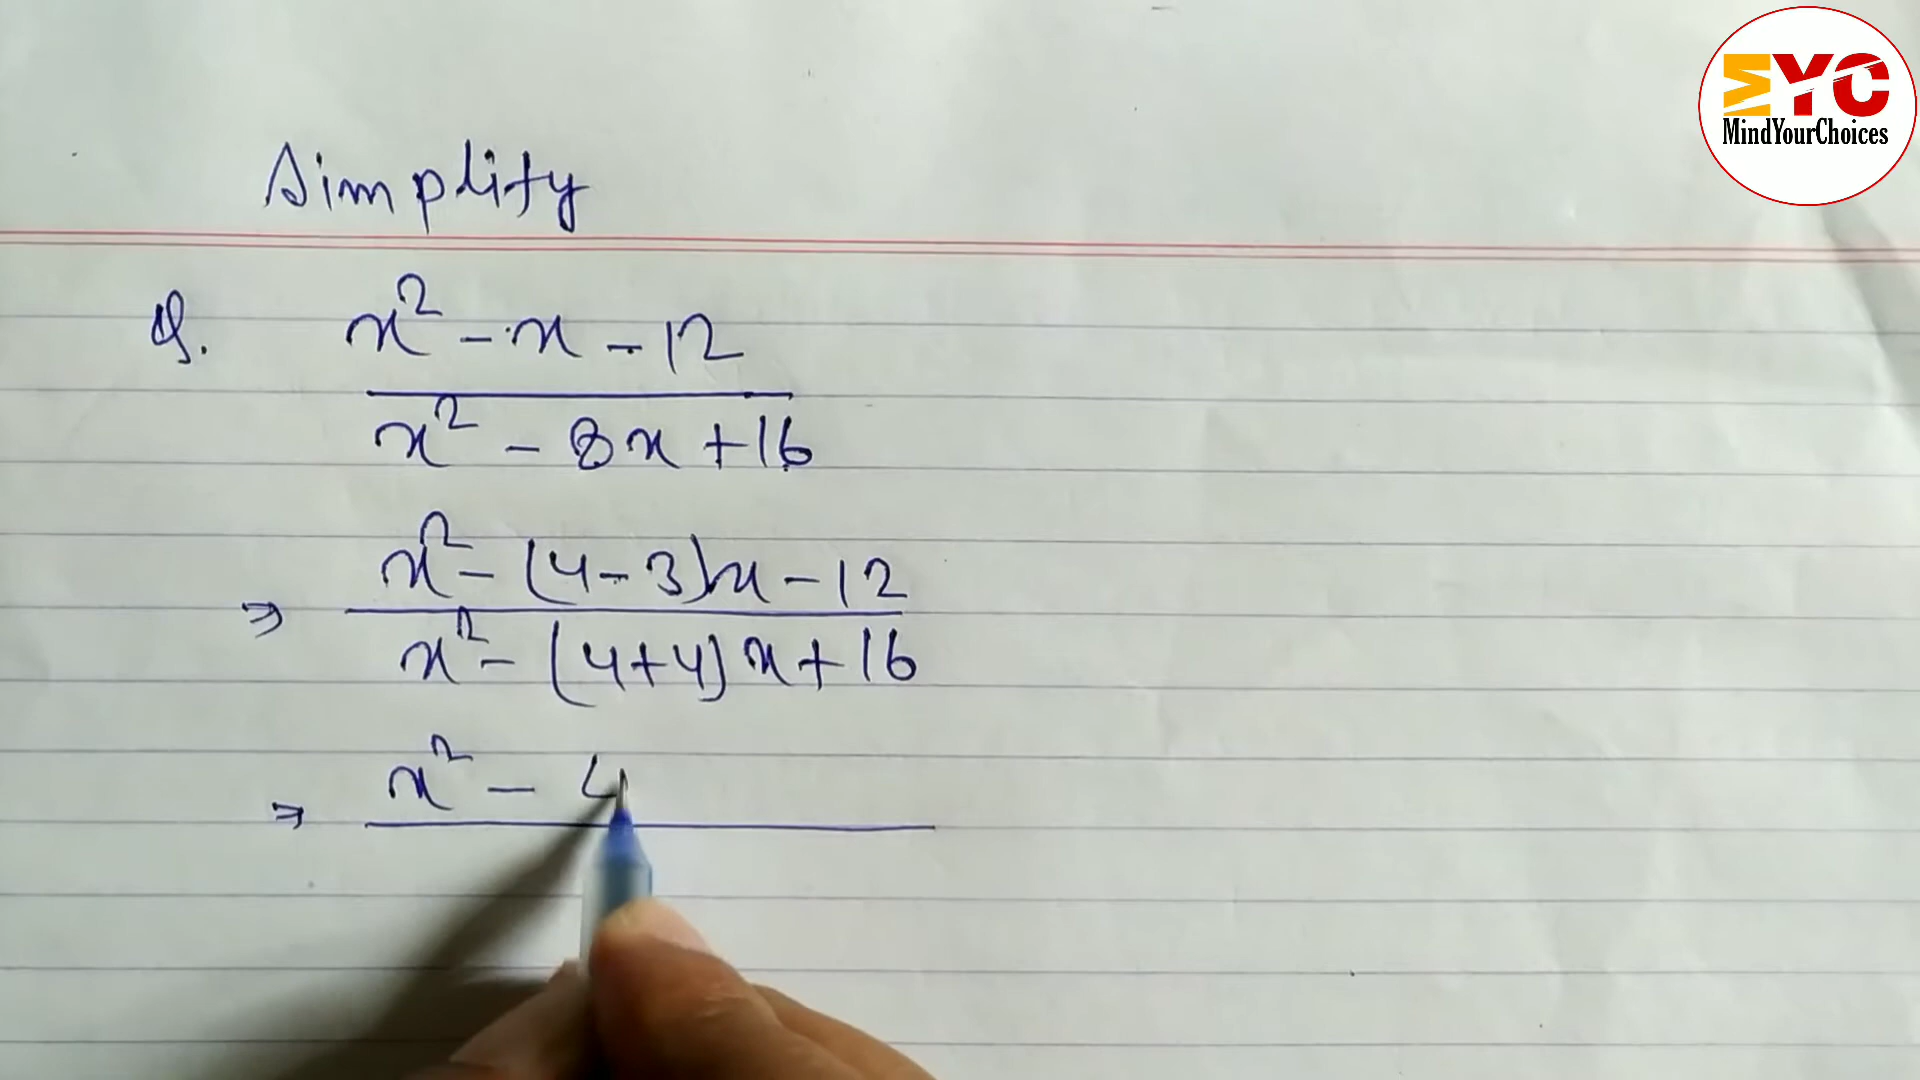 MYC
MindYourChoices
Simplify
Q. x² - x - 12
x² - 8x + 16
⇒ x² - (4 - 3)x - 12
x² - (4 + 4)x + 16
⇒ x² - 4